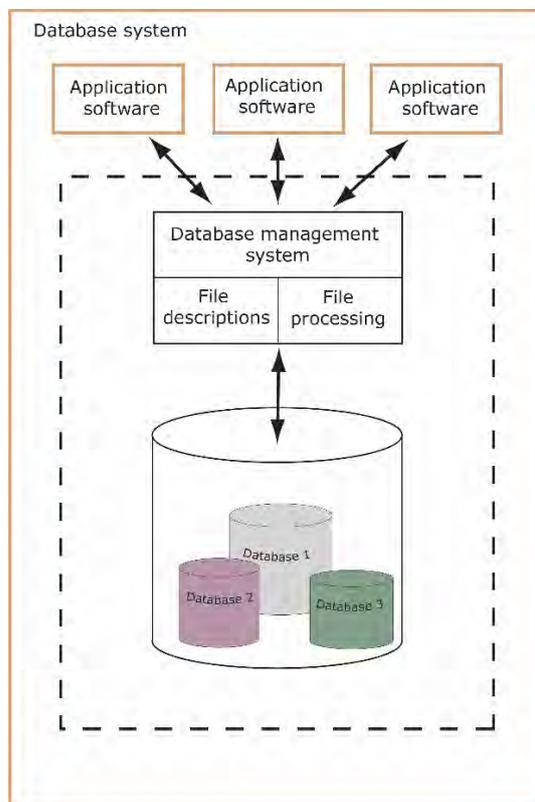 Database system
Application
software
Application
software
Application
software
Database management
system
File
descriptions
File
processing
Database 1
Database 2
Database 3